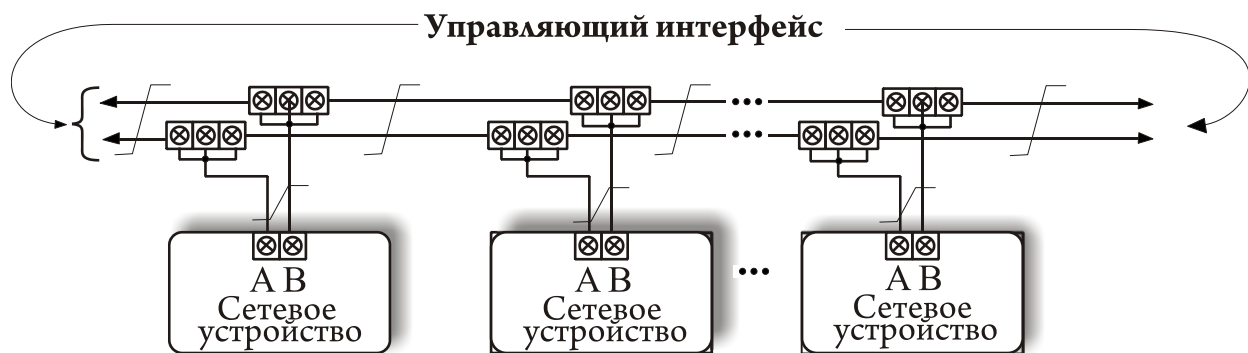 Управляющий интерфейс
А В
Сетевое
устройство
А В
Сетевое
устройство
А В
Сетевое
устройство